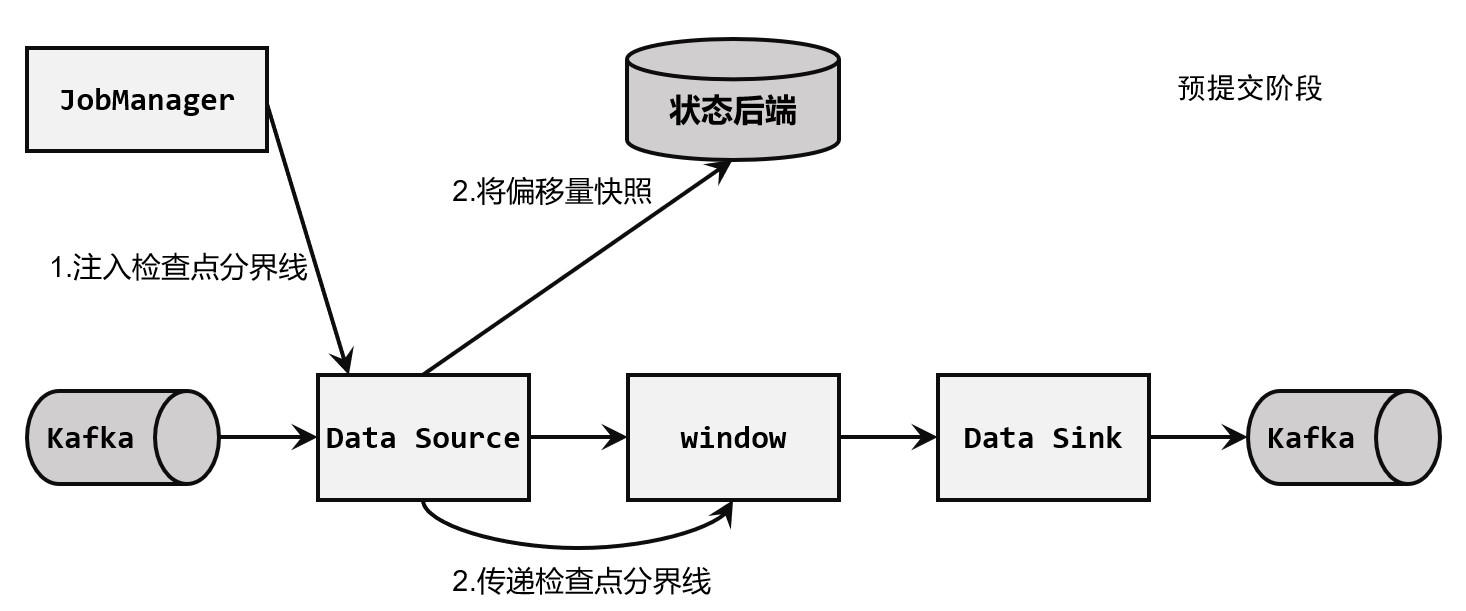 JobManager
状态后端
预提交阶段
2.将偏移量快照
1.注入检查点分界线
Kafka
Data Source
window
Data Sink
Kafka
2.传递检查点分界线